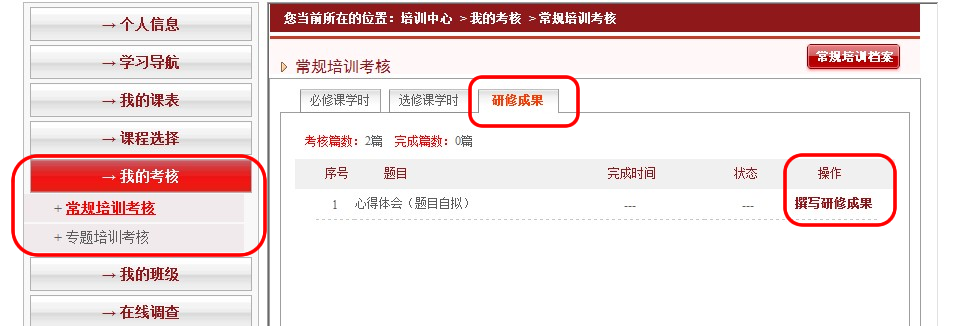 → 个人信息
→ 学习导航
→ 我的课表
→ 课程选择
→ 我的考核
+ 常规培训考核
+ 专题培训考核
→ 我的班级
→ 在线调查
您当前所在的位置：培训中心 >我的考核 >常规培训考核
常规培训档案
常规培训考核
必修课学时 选修课学时 研修成果
考核篇数：2篇 完成篇数：0篇
序号 题目 完成时间 状态 操作
1 心得体会（题目自拟） --- --- 撰写研修成果